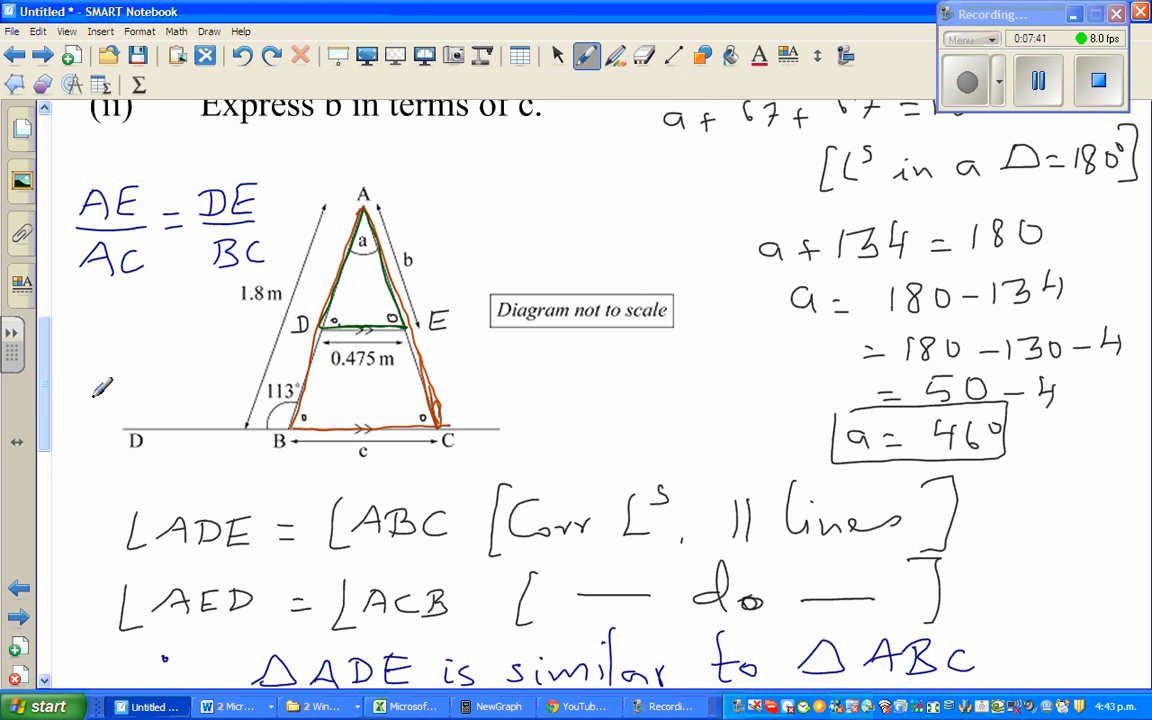 Untitled * - SMART Notebook
File Edit View Insert Format Math Draw Help
Recording...
Menu 0:07:41 8.0 fps
(ii) Express b in terms of c.
a + 67 + 67 =
[∠s in a Δ=180°]
AE/AC = DE/BC
A
a
b
1.8 m
D E
0.475 m
113°
D B C
c
Diagram not to scale
a + 134 = 180
a = 180 - 134
= 180 - 130 - 4
= 50 - 4
a = 46°
∠ADE = ∠ABC [Corr ∠s, || lines]
∠AED = ∠ACB [ — do — ]
ΔADE is similar to ΔABC
start Untitled ... 2 Micr... 2 Win... Microsof... NewGraph YouTub... Recordi... 4:43 p.m.